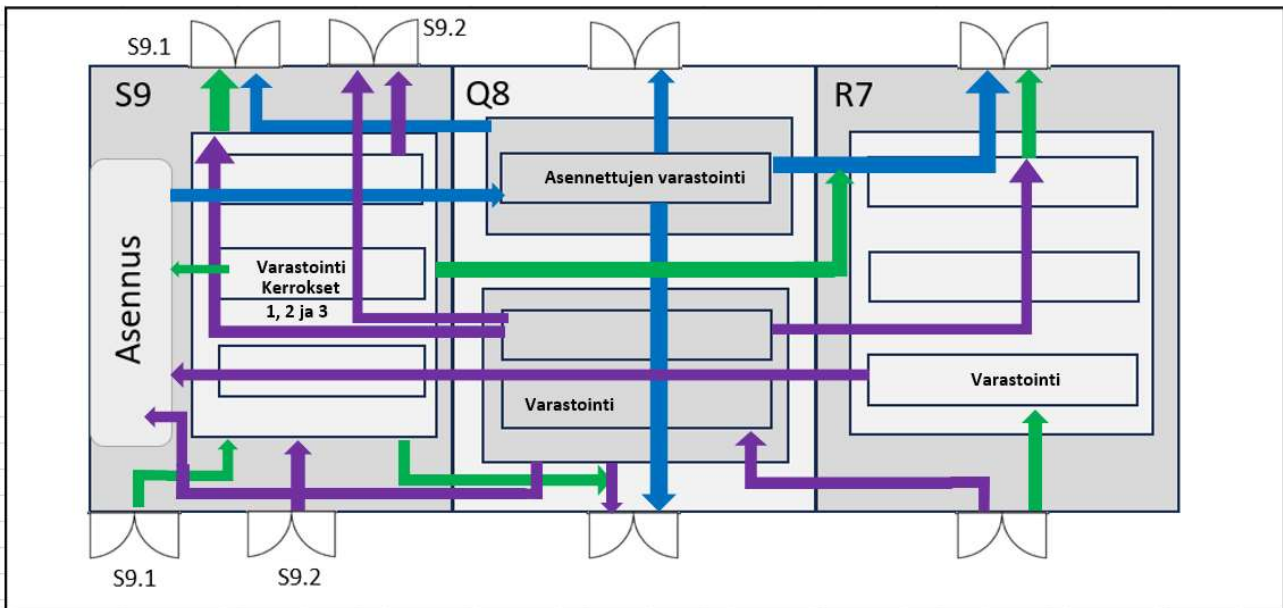 S9.1
S9.2
S9
Q8
R7
Asennus
Asennettujen varastointi
Varastointi
Kerrokset
1, 2 ja 3
Varastointi
Varastointi
S9.1
S9.2